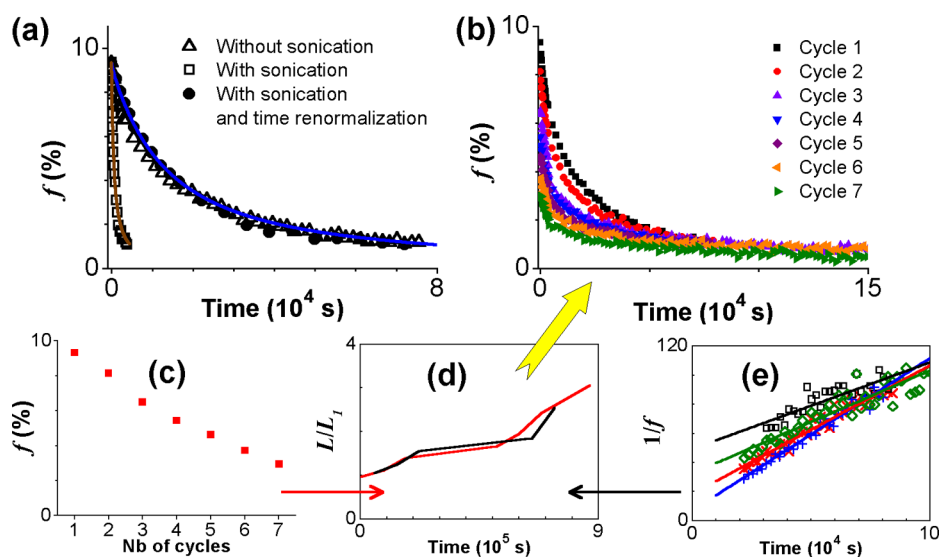 (a)
10
f (%)
0
0
8
Time (10⁴ s)
Without sonication
With sonication
With sonication
and time renormalization
(b)
10
f (%)
0
0
15
Time (10⁴ s)
Cycle 1
Cycle 2
Cycle 3
Cycle 4
Cycle 5
Cycle 6
Cycle 7
(c)
10
f (%)
0
1 2 3 4 5 6 7
Nb of cycles
(d)
4
L/L₁
0
0
9
Time (10⁵ s)
(e)
120
1/f
0
0
10
Time (10⁴ s)